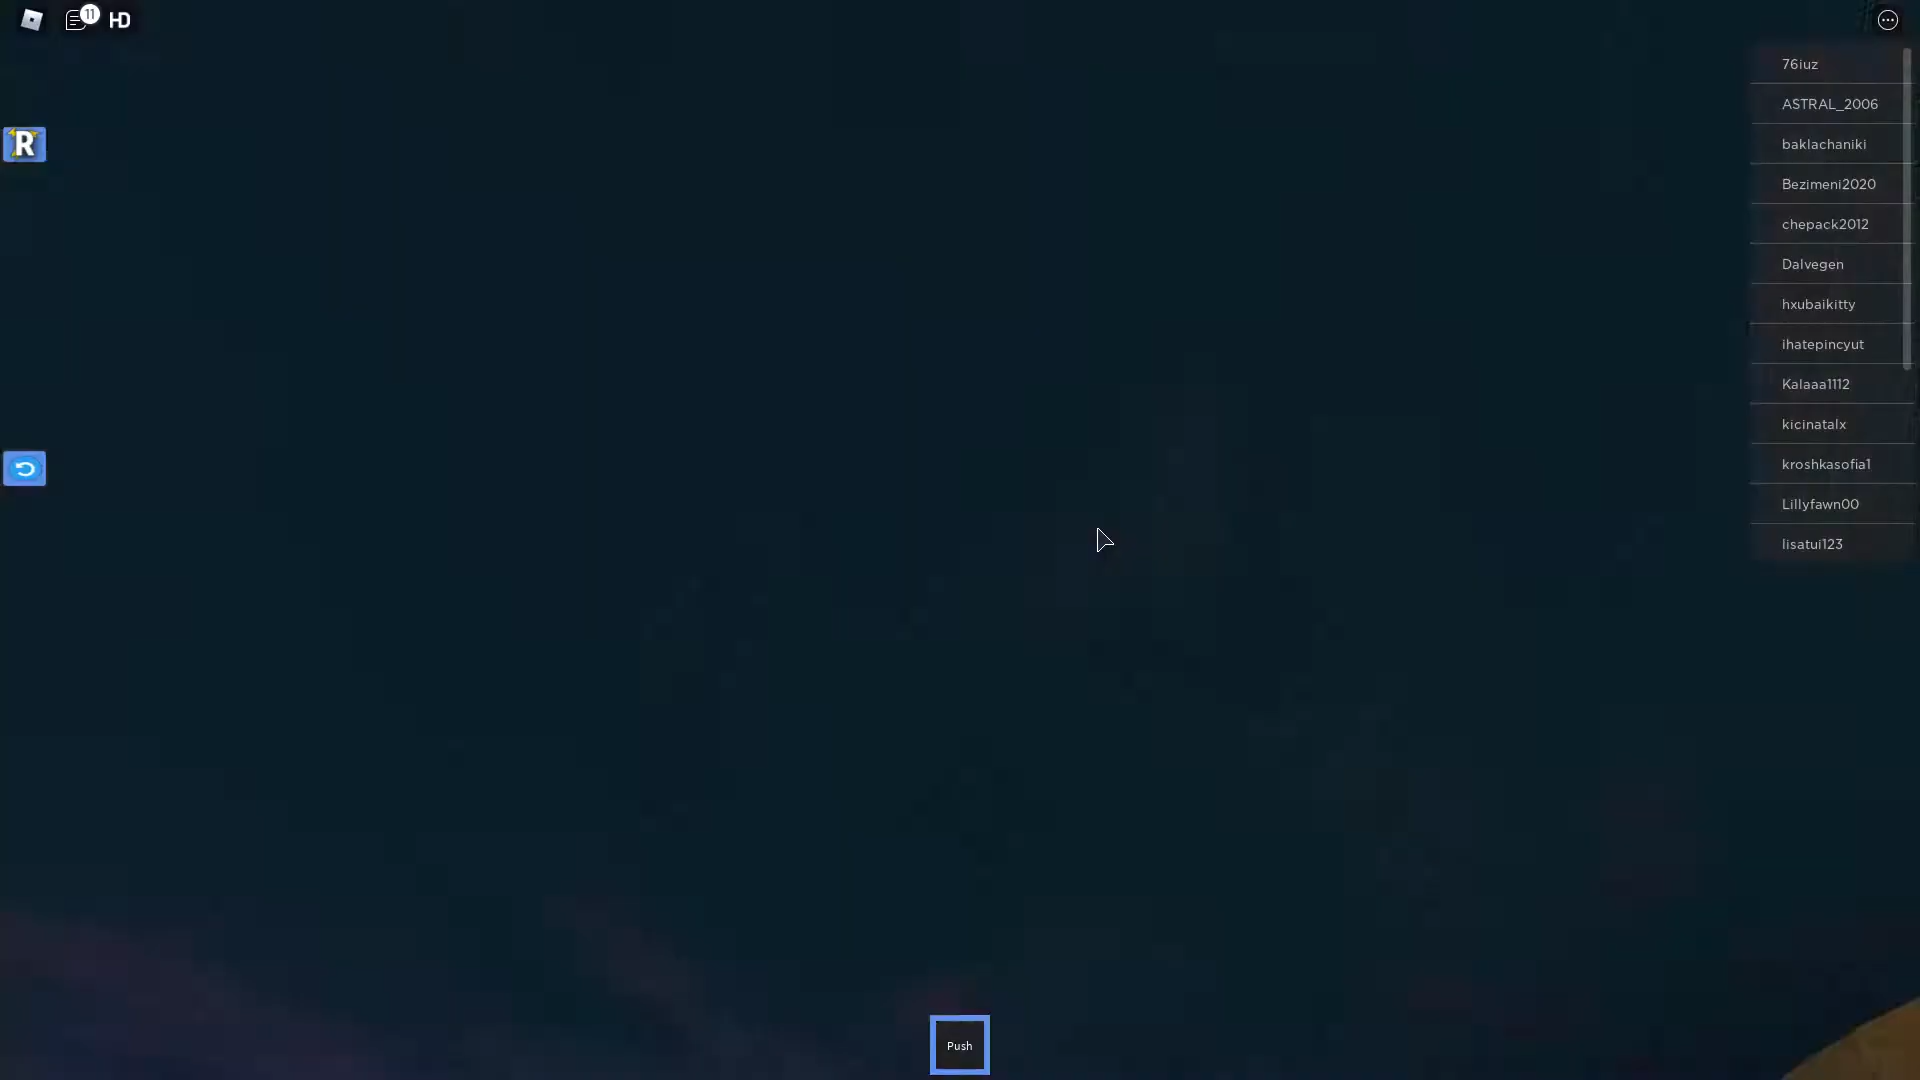 11
HD
R
76iuz
ASTRAL_2006
baklachaniki
Bezimeni2020
chepack2012
Dalvegen
hxubaikitty
ihatepincyut
Kalaaa1112
kicinatalx
kroshkasofia1
Lillyfawn00
lisatui123
Push